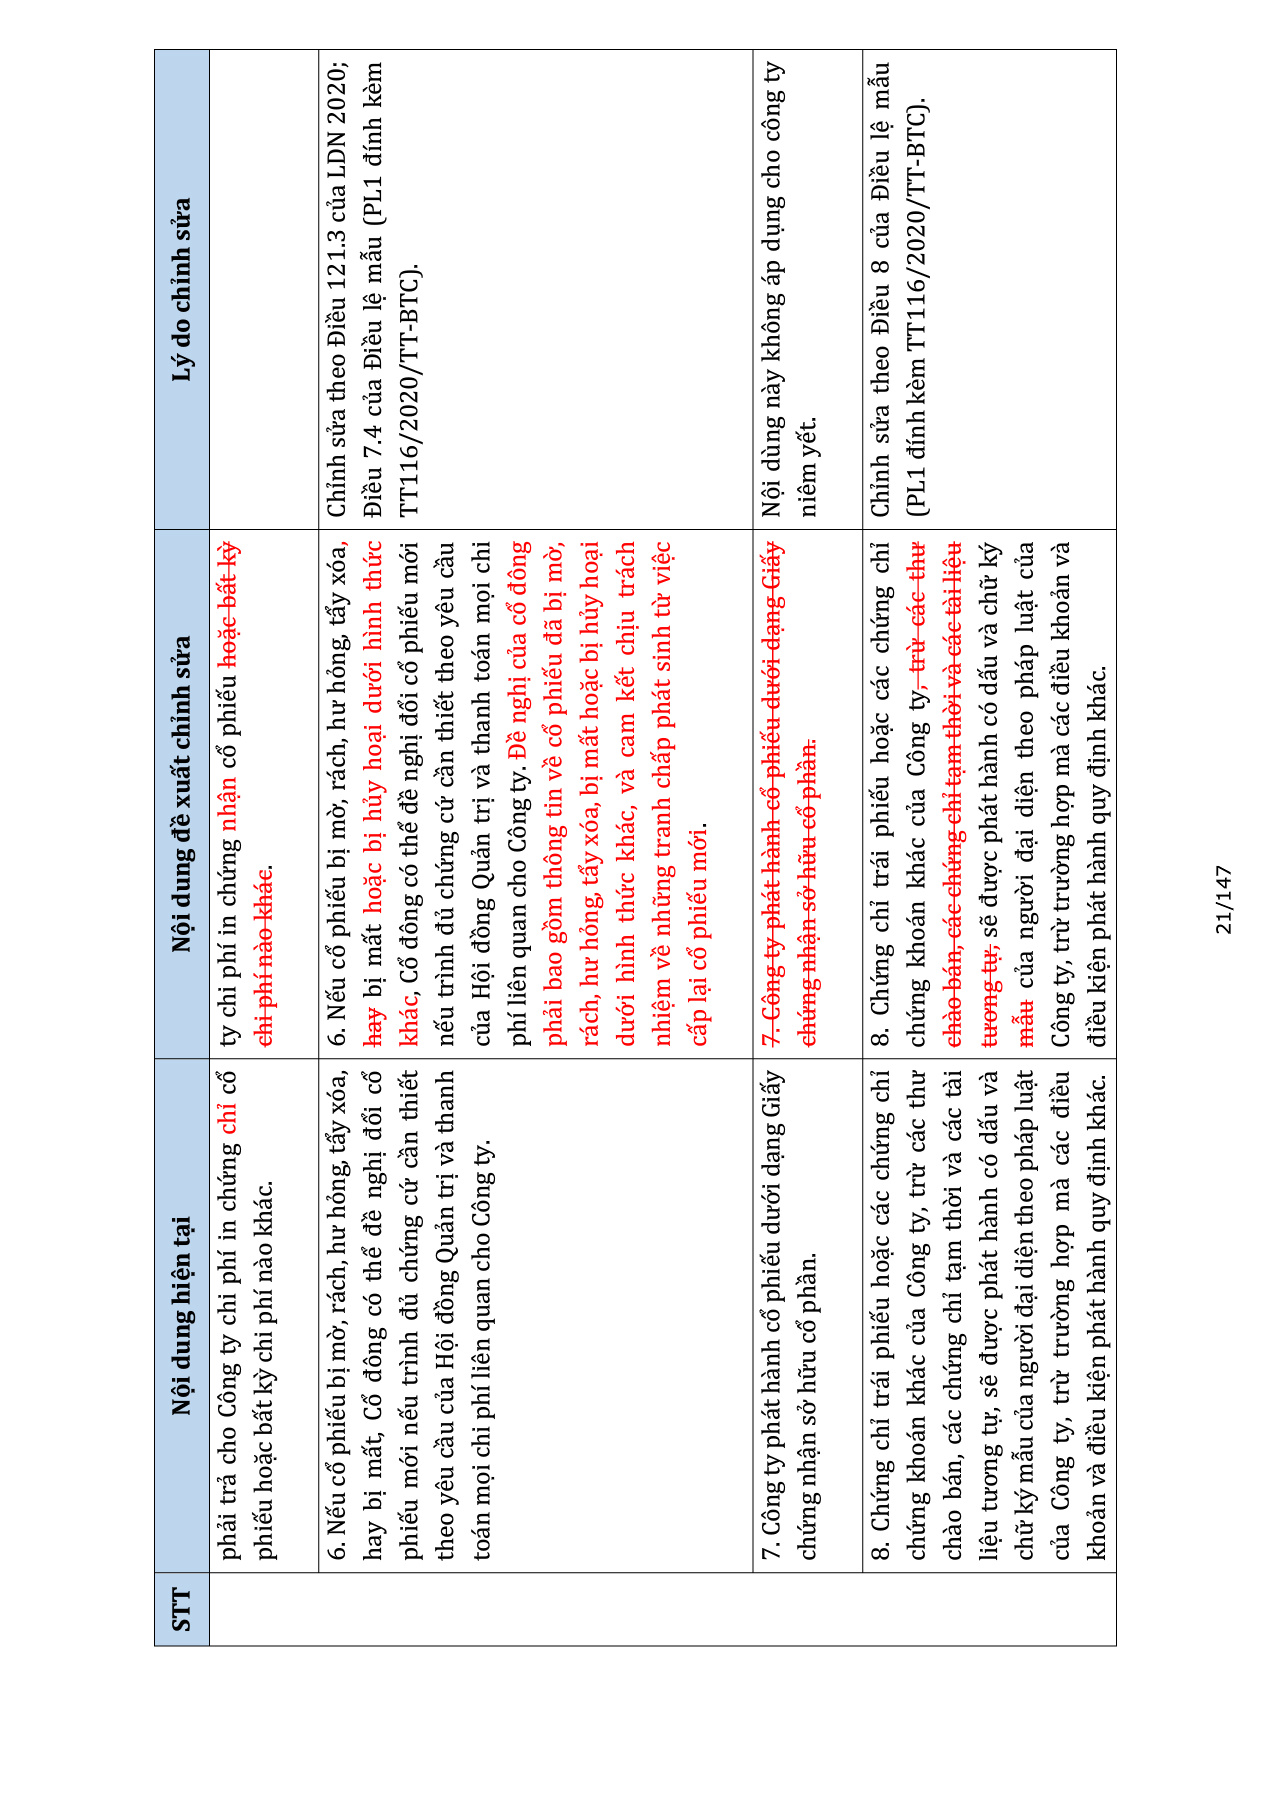 STT
Nội dung hiện tại
Nội dung đề xuất chỉnh sửa
Lý do chỉnh sửa
phải trả cho Công ty chi phí in chứng chỉ cổ
phiếu hoặc bất kỳ chi phí nào khác.
ty chi phí in chứng nhận cổ phiếu hoặc bất kỳ
chi phí nào khác.
6. Nếu cổ phiếu bị mờ, rách, hư hỏng, tẩy xóa,
hay bị mất, Cổ đông có thể đề nghị đổi cổ
phiếu mới nếu trình đủ chứng cứ cần thiết
theo yêu cầu của Hội đồng Quản trị và thanh
toán mọi chi phí liên quan cho Công ty.
6. Nếu cổ phiếu bị mờ, rách, hư hỏng, tẩy xóa,
hay bị mất hoặc bị hủy hoại dưới hình thức
khác, Cổ đông có thể đề nghị đổi cổ phiếu mới
nếu trình đủ chứng cứ cần thiết theo yêu cầu
của Hội đồng Quản trị và thanh toán mọi chi
phí liên quan cho Công ty. Đề nghị của cổ đông
phải bao gồm thông tin về cổ phiếu đã bị mờ,
rách, hư hỏng, tẩy xóa, bị mất hoặc bị hủy hoại
dưới hình thức khác, và cam kết chịu trách
nhiệm về những tranh chấp phát sinh từ việc
cấp lại cổ phiếu mới.
Chỉnh sửa theo Điều 121.3 của LDN 2020;
Điều 7.4 của Điều lệ mẫu (PL1 đính kèm
TT116/2020/TT-BTC).
7. Công ty phát hành cổ phiếu dưới dạng Giấy
chứng nhận sở hữu cổ phần.
7. Công ty phát hành cổ phiếu dưới dạng Giấy
chứng nhận sở hữu cổ phần.
Nội dùng này không áp dụng cho công ty
niêm yết.
8. Chứng chỉ trái phiếu hoặc các chứng chỉ
chứng khoán khác của Công ty, trừ các thư
chào bán, các chứng chỉ tạm thời và các tài
liệu tương tự, sẽ được phát hành có dấu và
chữ ký mẫu của người đại diện theo pháp luật
của Công ty, trừ trường hợp mà các điều
khoản và điều kiện phát hành quy định khác.
8. Chứng chỉ trái phiếu hoặc các chứng chỉ
chứng khoán khác của Công ty, trừ các thư
chào bán, các chứng chỉ tạm thời và các tài liệu
tương tự, sẽ được phát hành có dấu và chữ ký
mẫu của người đại diện theo pháp luật của
Công ty, trừ trường hợp mà các điều khoản và
điều kiện phát hành quy định khác.
Chỉnh sửa theo Điều 8 của Điều lệ mẫu
(PL1 đính kèm TT116/2020/TT-BTC).
21/147